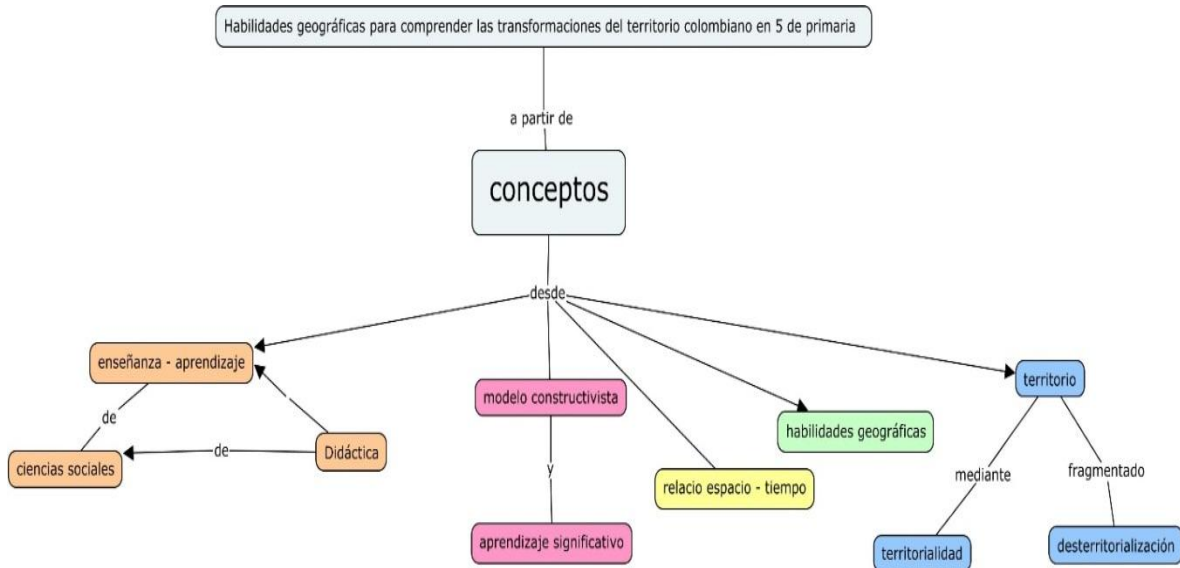 Habilidades geográficas para comprender las transformaciones del territorio colombiano en 5 de primaria
a partir de
conceptos
desde
enseñanza - aprendizaje
de
ciencias sociales
de
Didáctica
modelo constructivista
y
aprendizaje significativo
relacio espacio - tiempo
habilidades geográficas
territorio
mediante
fragmentado
territorialidad
desterritorialización